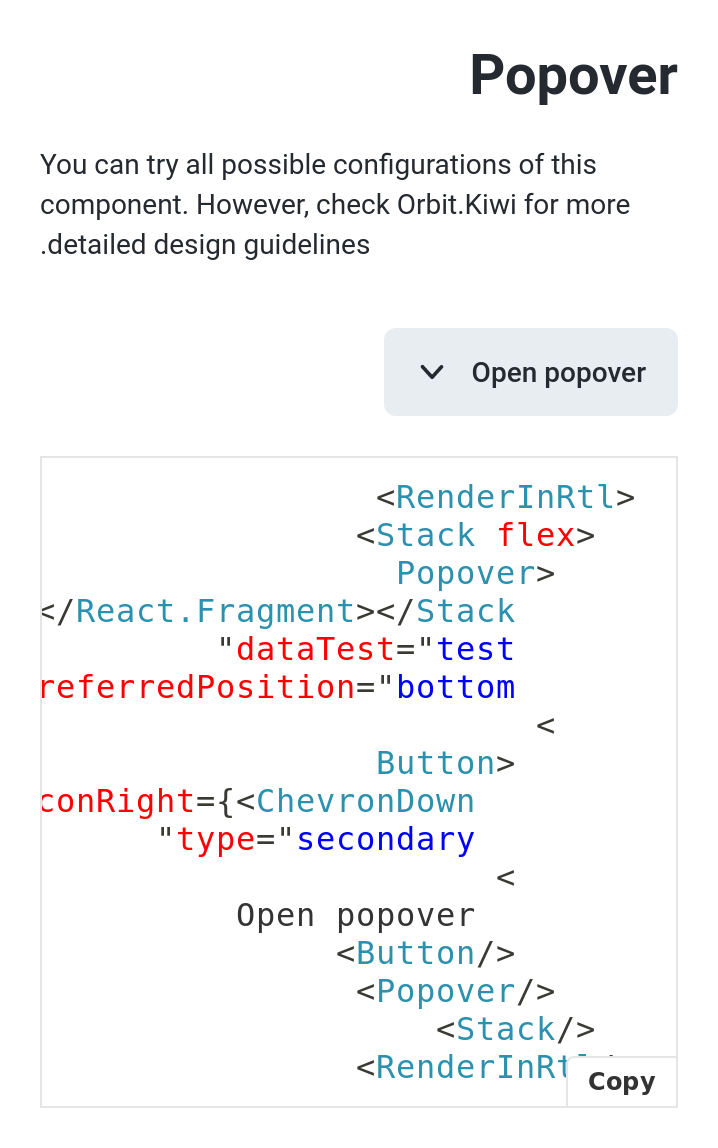 Popover
You can try all possible configurations of this
component. However, check Orbit.Kiwi for more
.detailed design guidelines
Open popover
<RenderInRtl>
<Stack flex>
Popover>
</React.Fragment></Stack
"dataTest="test
referredPosition="bottom
<
Button>
conRight={<ChevronDown
"type="secondary
<
Open popover
<Button/>
<Popover/>
<Stack/>
<RenderInRtl/>
Copy